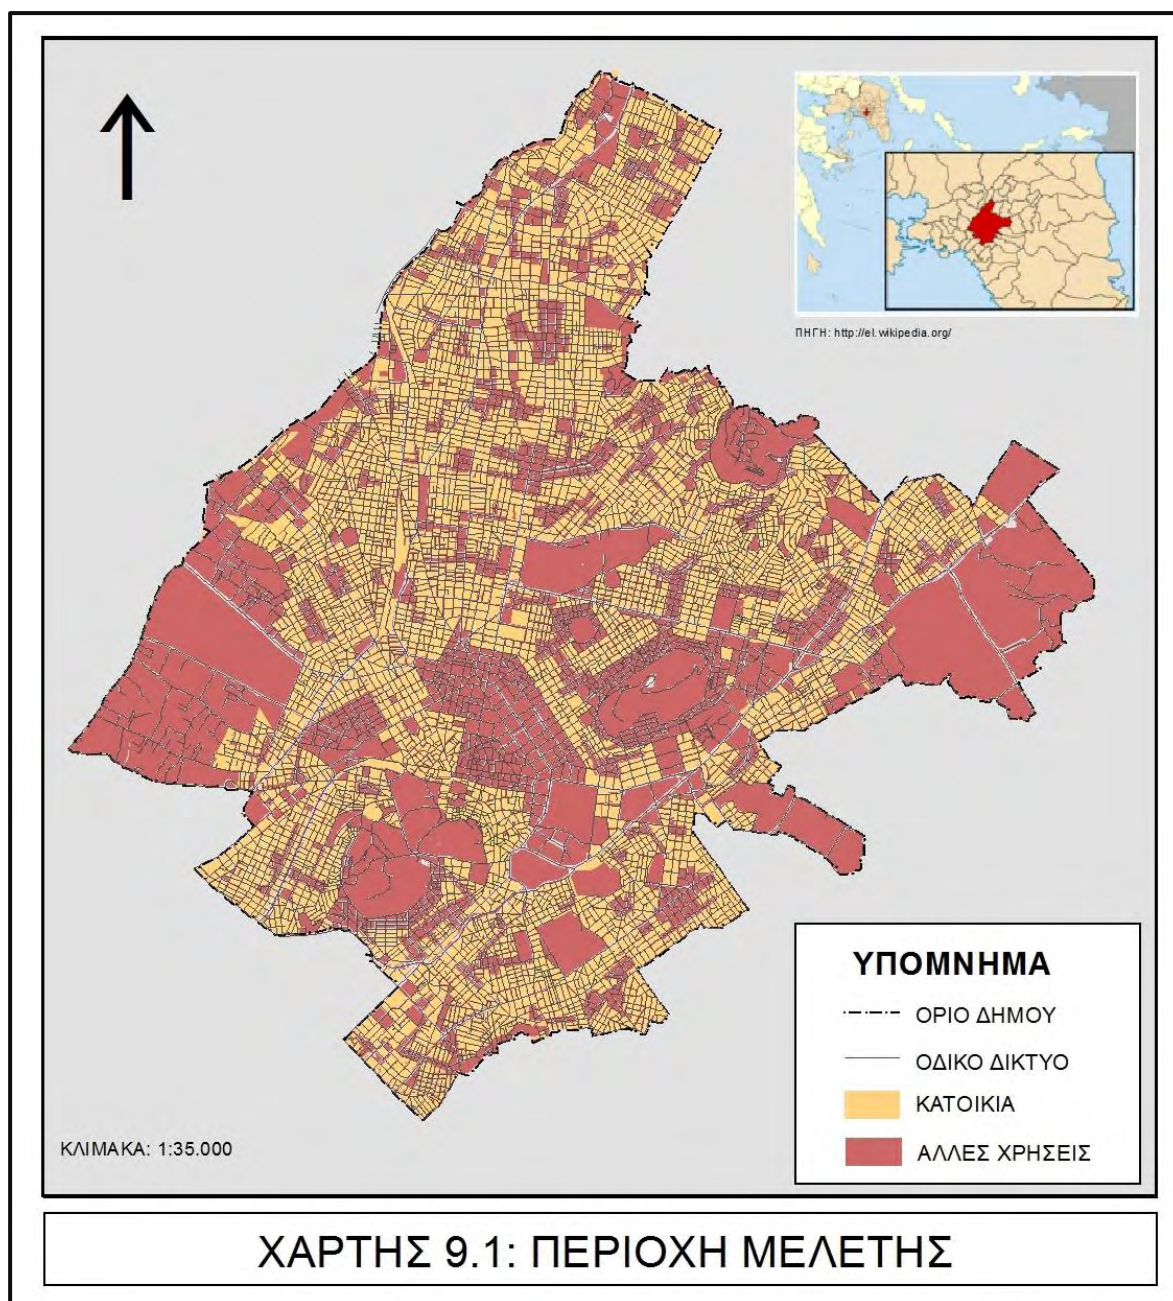 ΠΗΓΗ: http://el.wikipedia.org/
ΥΠΟΜΝΗΜΑ
ΟΡΙΟ ΔΗΜΟΥ
ΟΔΙΚΟ ΔΙΚΤΥΟ
ΚΑΤΟΙΚΙΑ
ΑΛΛΕΣ ΧΡΗΣΕΙΣ
ΚΛΙΜΑΚΑ: 1:35.000
ΧΑΡΤΗΣ 9.1: ΠΕΡΙΟΧΗ ΜΕΛΕΤΗΣ